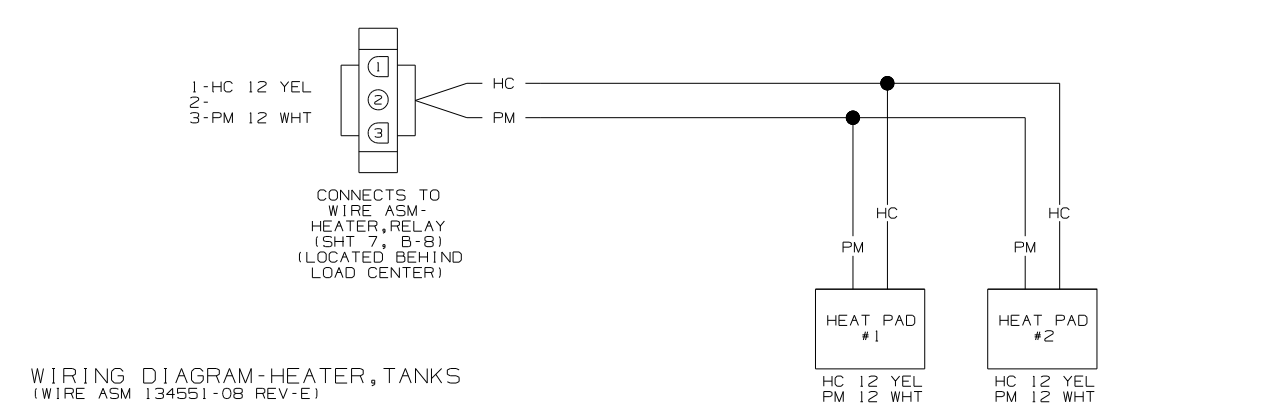 1-HC 12 YEL
2-
3-PM 12 WHT
1
2
3
HC
PM
CONNECTS TO
WIRE ASM-
HEATER,RELAY
(SHT 7, B-8)
(LOCATED BEHIND
LOAD CENTER)
HC
HC
PM
PM
HEAT PAD
#1
HEAT PAD
#2
HC 12 YEL
PM 12 WHT
HC 12 YEL
PM 12 WHT
WIRING DIAGRAM-HEATER,TANKS
(WIRE ASM 134551-08 REV-E)